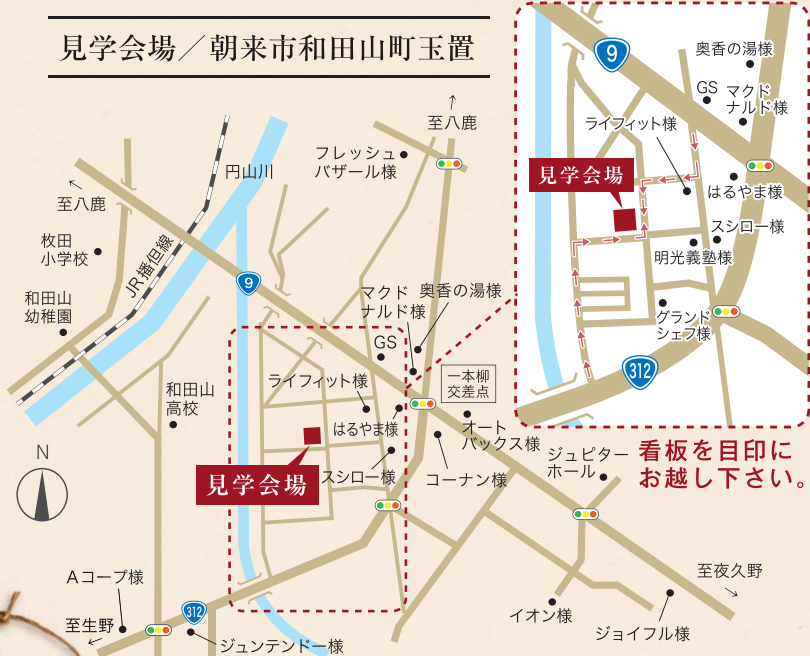 見学会場／朝来市和田山町玉置
至八鹿
フレッシュ
バザール様
円山川
至八鹿
枚田
小学校
JR播但線
和田山
幼稚園
9
マクド
ナルド様
奥香の湯様
GS
一本柳
交差点
ライフィット様
和田山
高校
はるやま様
オート
バックス様
スシロー様
コーナン様
ジュピター
ホール
見学会場
N
Aコープ様
至生野
312
ジュンテンドー様
イオン様
ジョイフル様
至夜久野
9
奥香の湯様
GS
マクド
ナルド様
ライフィット様
見学会場
はるやま様
スシロー様
明光義塾様
グランド
シェフ様
312
看板を目印に
お越し下さい。